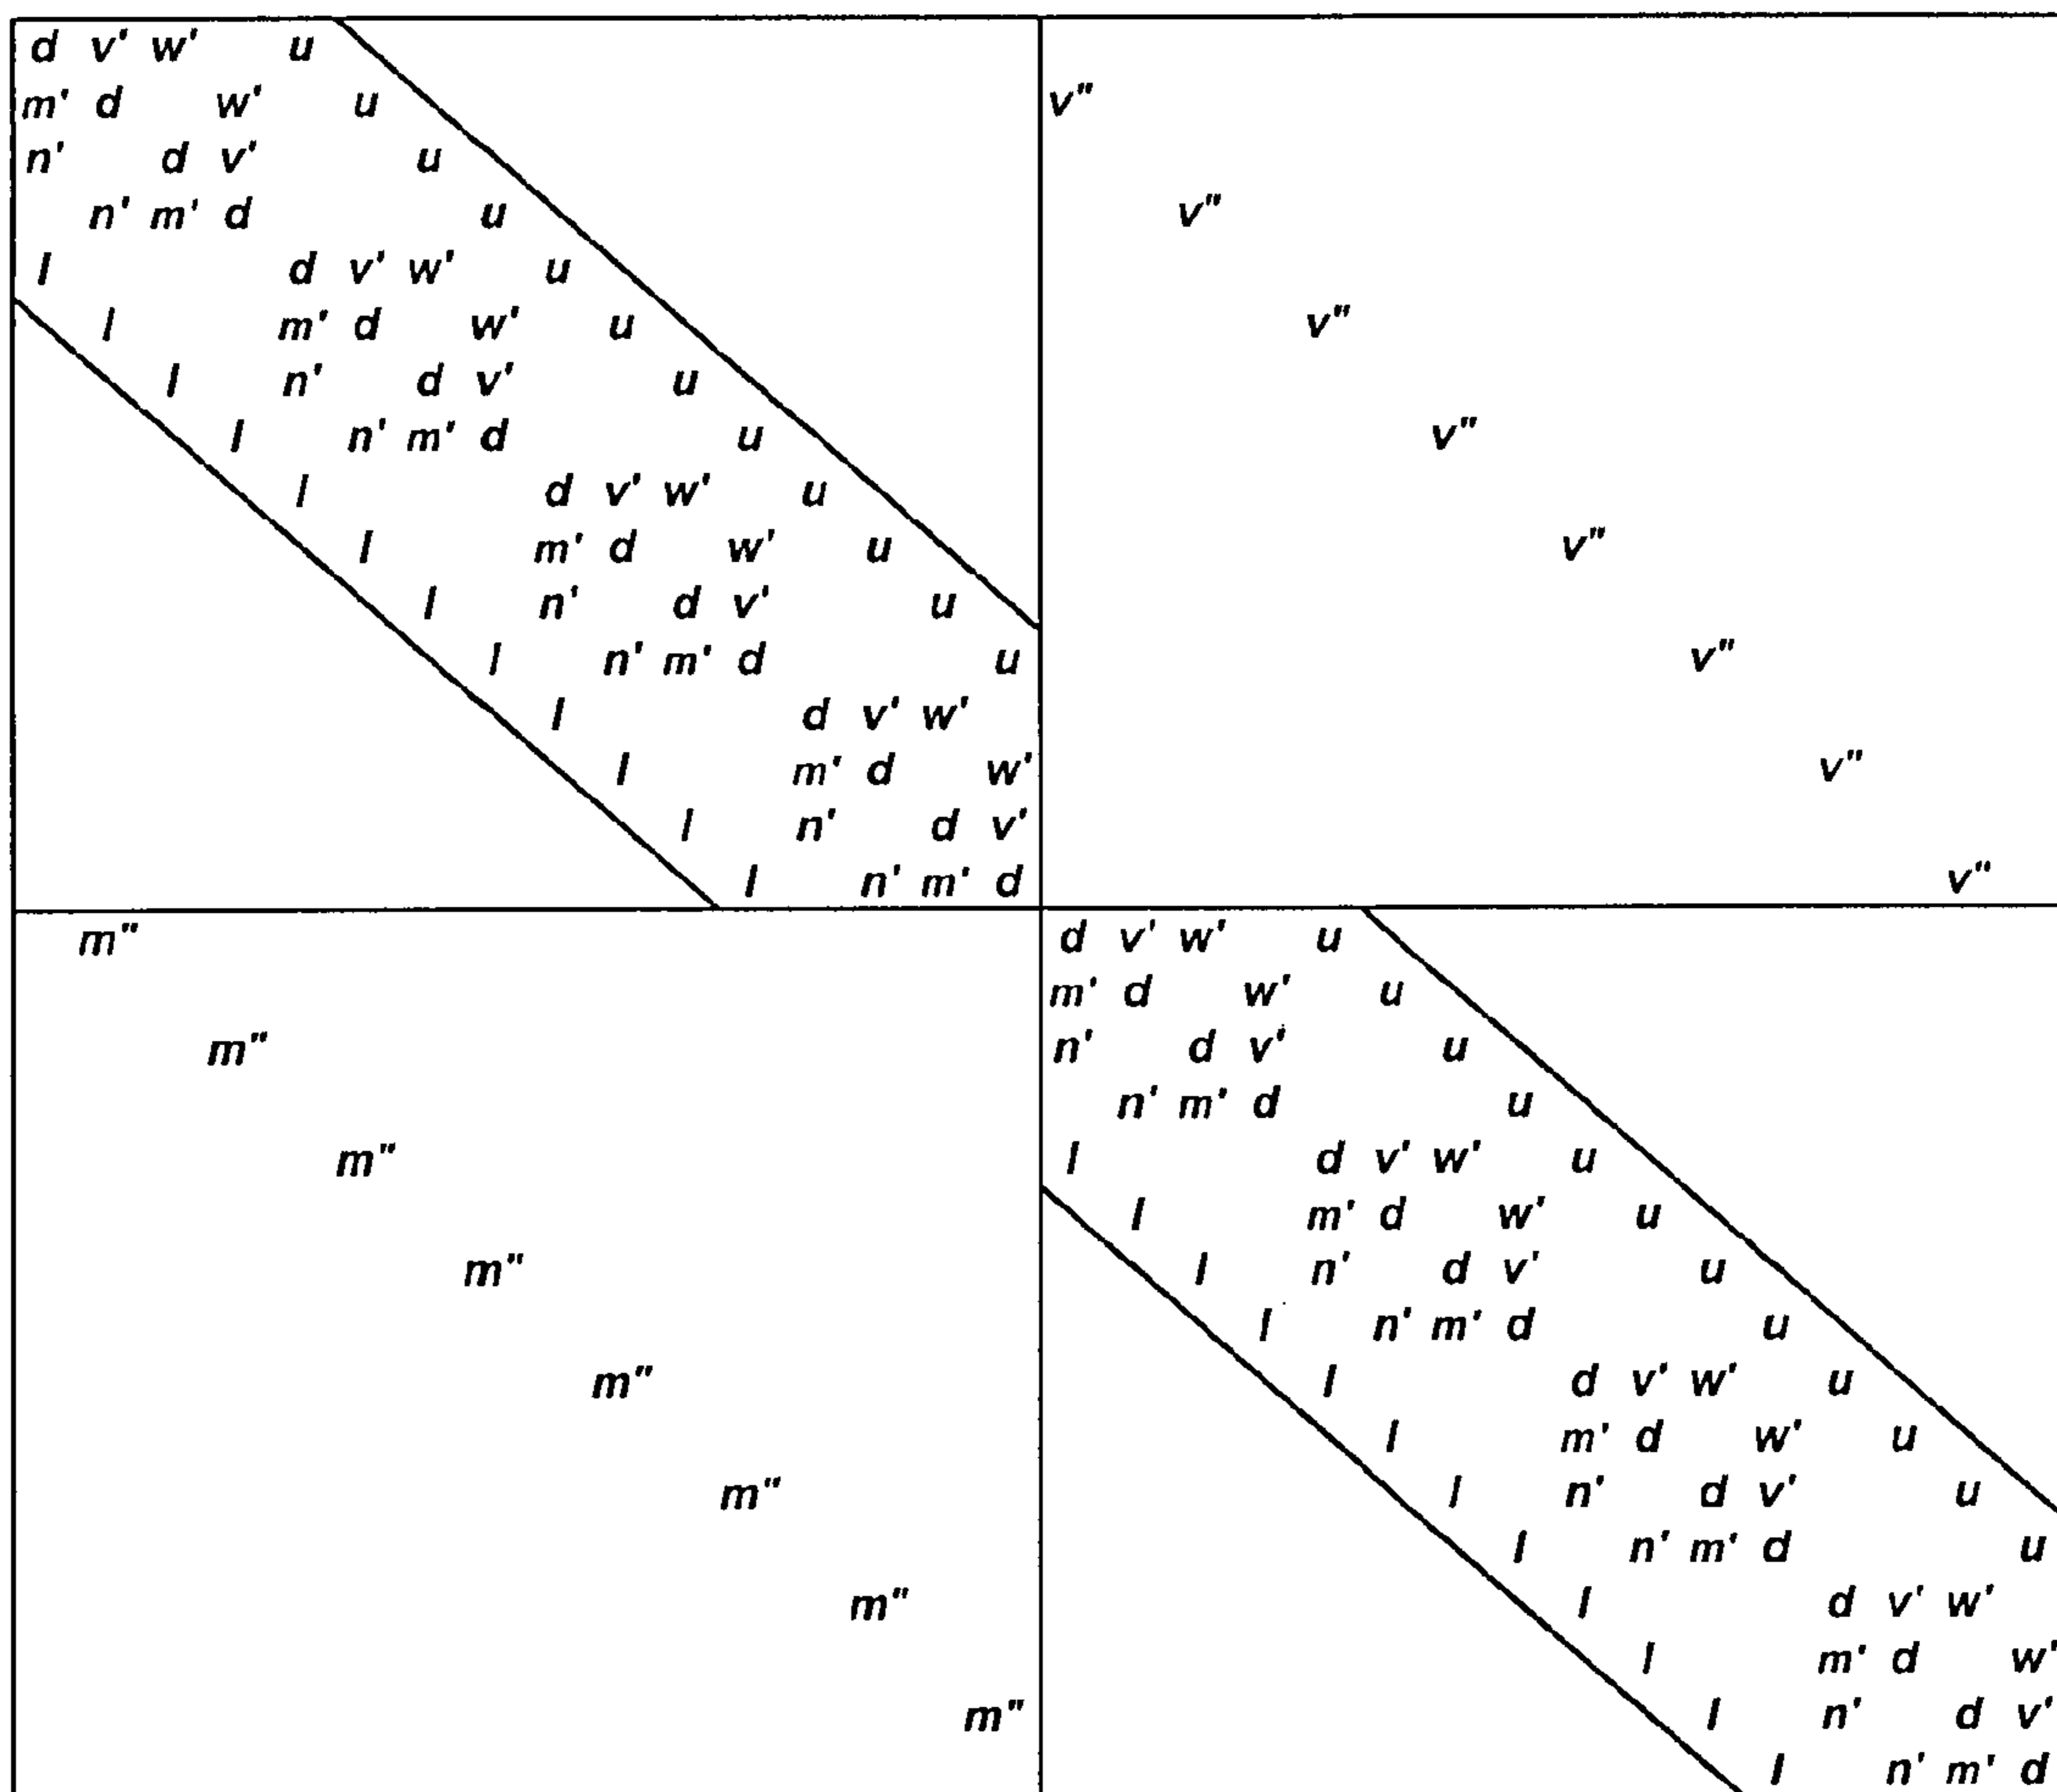 d v' w' u
m' d w' u v"
n' d v' u
n' m' d u v"
l d v' w' u
l m' d w' u v"
l n' d v' u
l n' m' d u v"
l d v' w' u
l m' d w' u v"
l n' d v' u
l n' m' d u v"
l d v' w'
l m' d w' v"
l n' d v'
l n' m' d v"
m" d v' w' u
m' d w' u
m" n' d v' u
n' m' d u
m" l d v' w' u
l m' d w' u
m" l n' d v' u
l n' m' d u
m" l d v' w' u
l m' d w' u
m" l n' d v' u
l n' m' d u
m" l d v' w'
l m' d w'
m" l n' d v'
l n' m' d